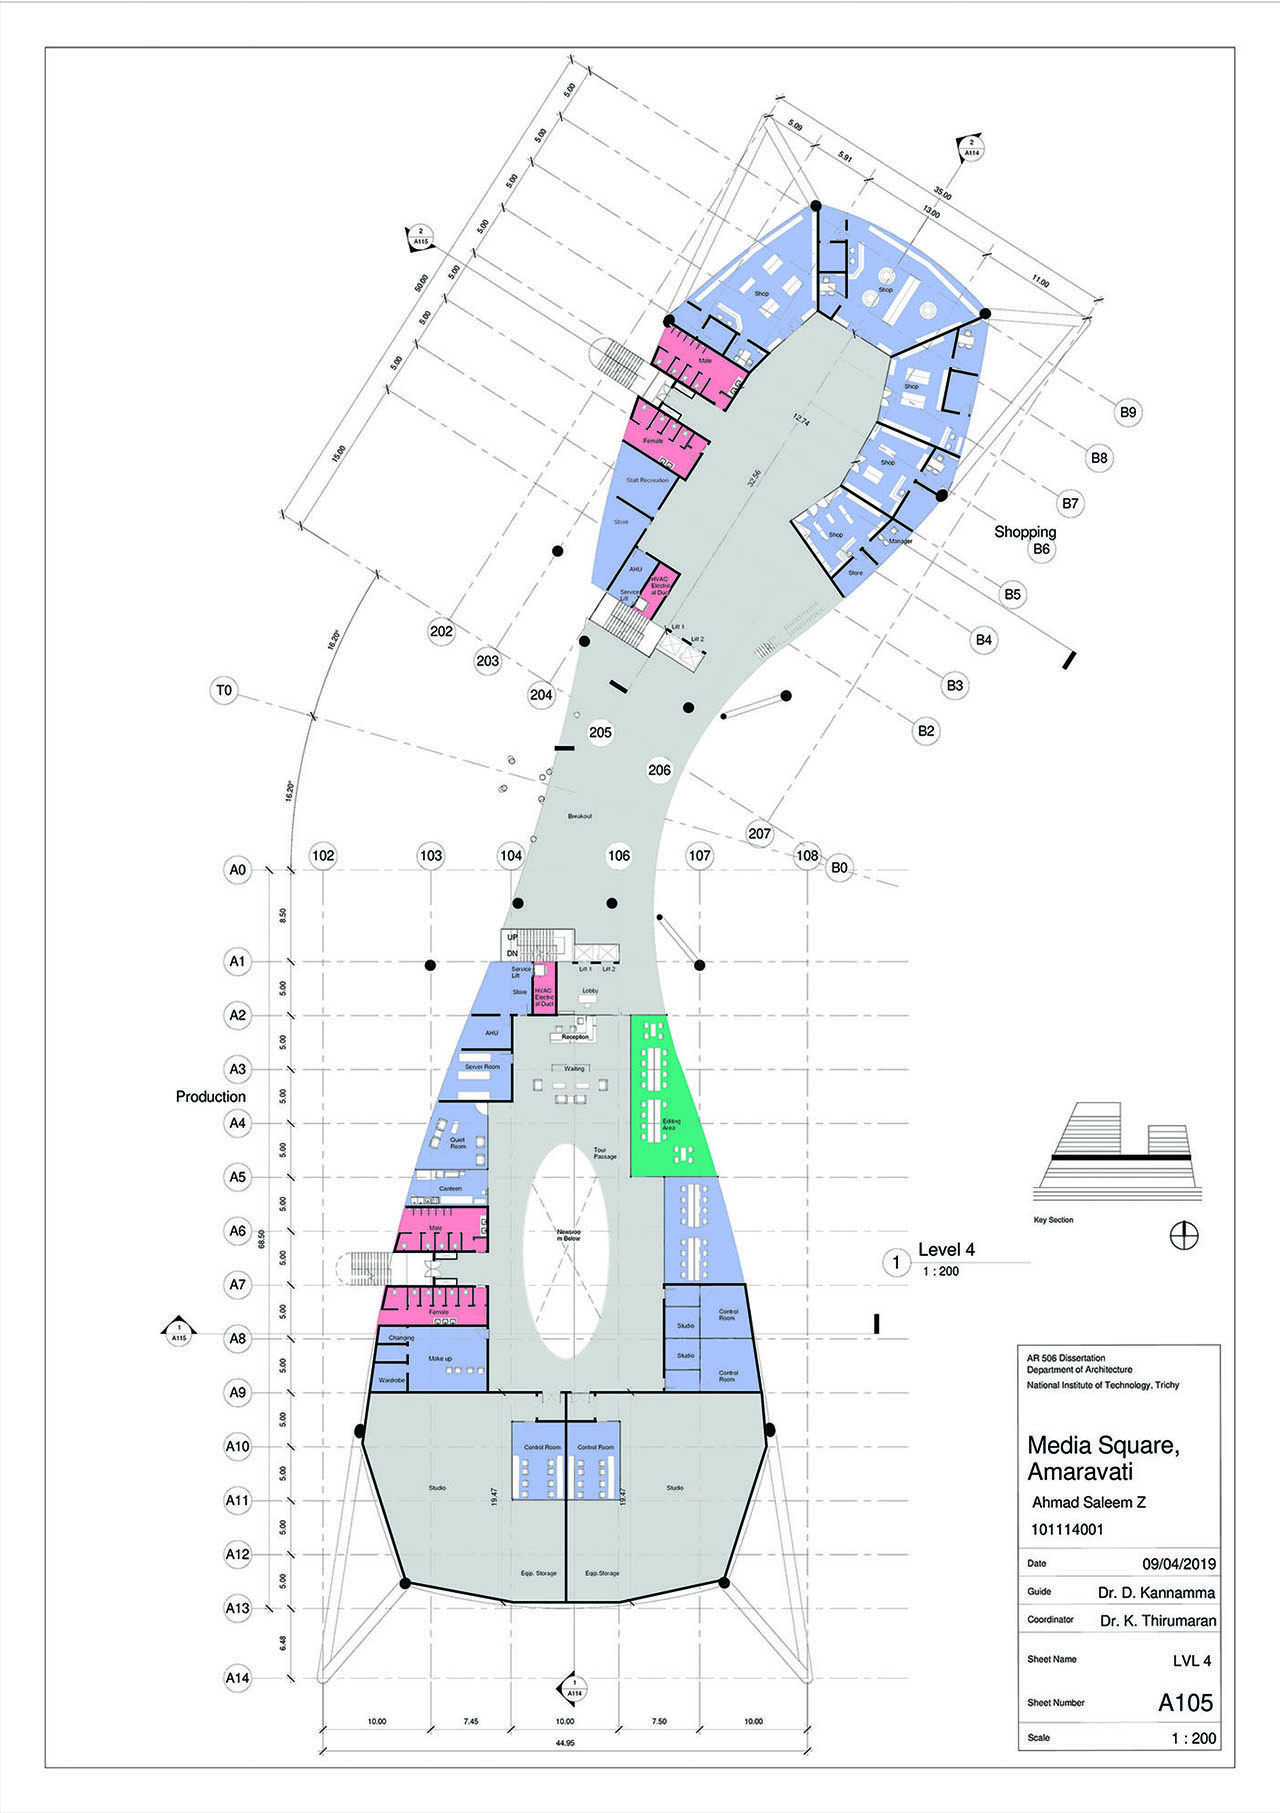 5.00
5.00
5.00
5.00
5.00
5.00
5.00
50.00
15.00
5.09
5.91
35.00
13.00
11.00
2
A114
2
A115
Shop
Shop
Shop
Shop
Shop
Male
Female
Staff Recreation
Store
AHU
HVAC
Electric
al Duct
Service
Lift
Lift 1
Lift 2
Manager
Store
12.74
32.56
B9
B8
B7
Shopping
B6
B5
B4
B3
B2
B0
202
203
204
205
206
207
T0
16.20°
16.20°
Breakout
102
103
104
106
107
108
A0
A1
A2
A3
Production
A4
A5
A6
A7
A8
A9
A10
A11
A12
A13
A14
8.50
5.00
5.00
5.00
5.00
5.00
5.00
5.00
5.00
5.00
5.00
5.00
5.00
68.50
6.48
UP
DN
Service
Lift
Store
HVAC
Electric
al Duct
Lift 1
Lift 2
Lobby
AHU
Reception
Server Room
Waiting
Editing
Area
Quiet
Room
Tour
Passage
Canteen
Male
Newsroo
m Below
Female
Changing
Make up
Wardrobe
Studio
Control
Room
Studio
Control
Room
Control Room
Control Room
Studio
19.47
19.47
Studio
Eqip. Storage
Eqip.Storage
1
A115
1
A114
10.00
7.45
10.00
7.50
10.00
44.95
Key Section
1
Level 4
1 : 200
AR 506 Dissertation
Department of Architecture
National Institute of Technology, Trichy
Media Square,
Amaravati
Ahmad Saleem Z
101114001
Date 09/04/2019
Guide Dr. D. Kannamma
Coordinator Dr. K. Thirumaran
Sheet Name LVL 4
Sheet Number A105
Scale 1 : 200